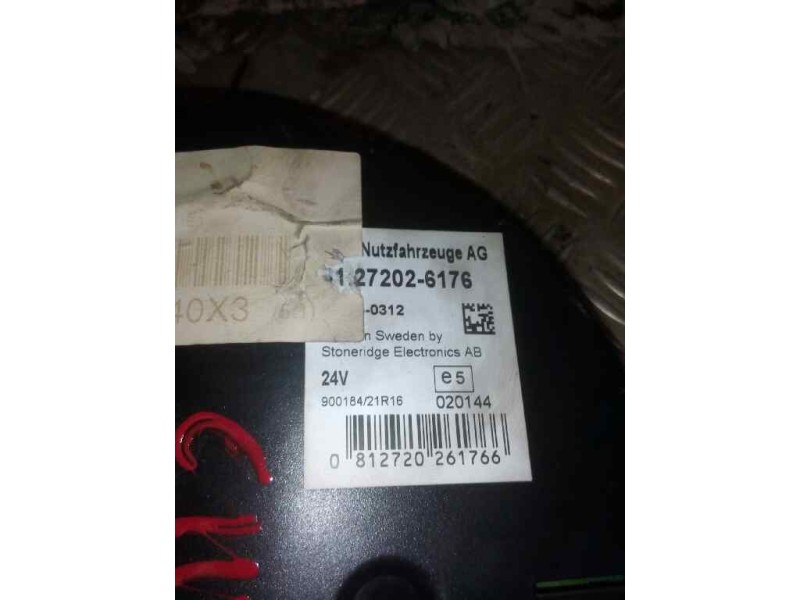 Nutzfahrzeuge AG
1.27202-6176
-0312
40X3
n Sweden by
Stoneridge Electronics AB
24V
e5
900184/21R16
020144
0 812720 261766